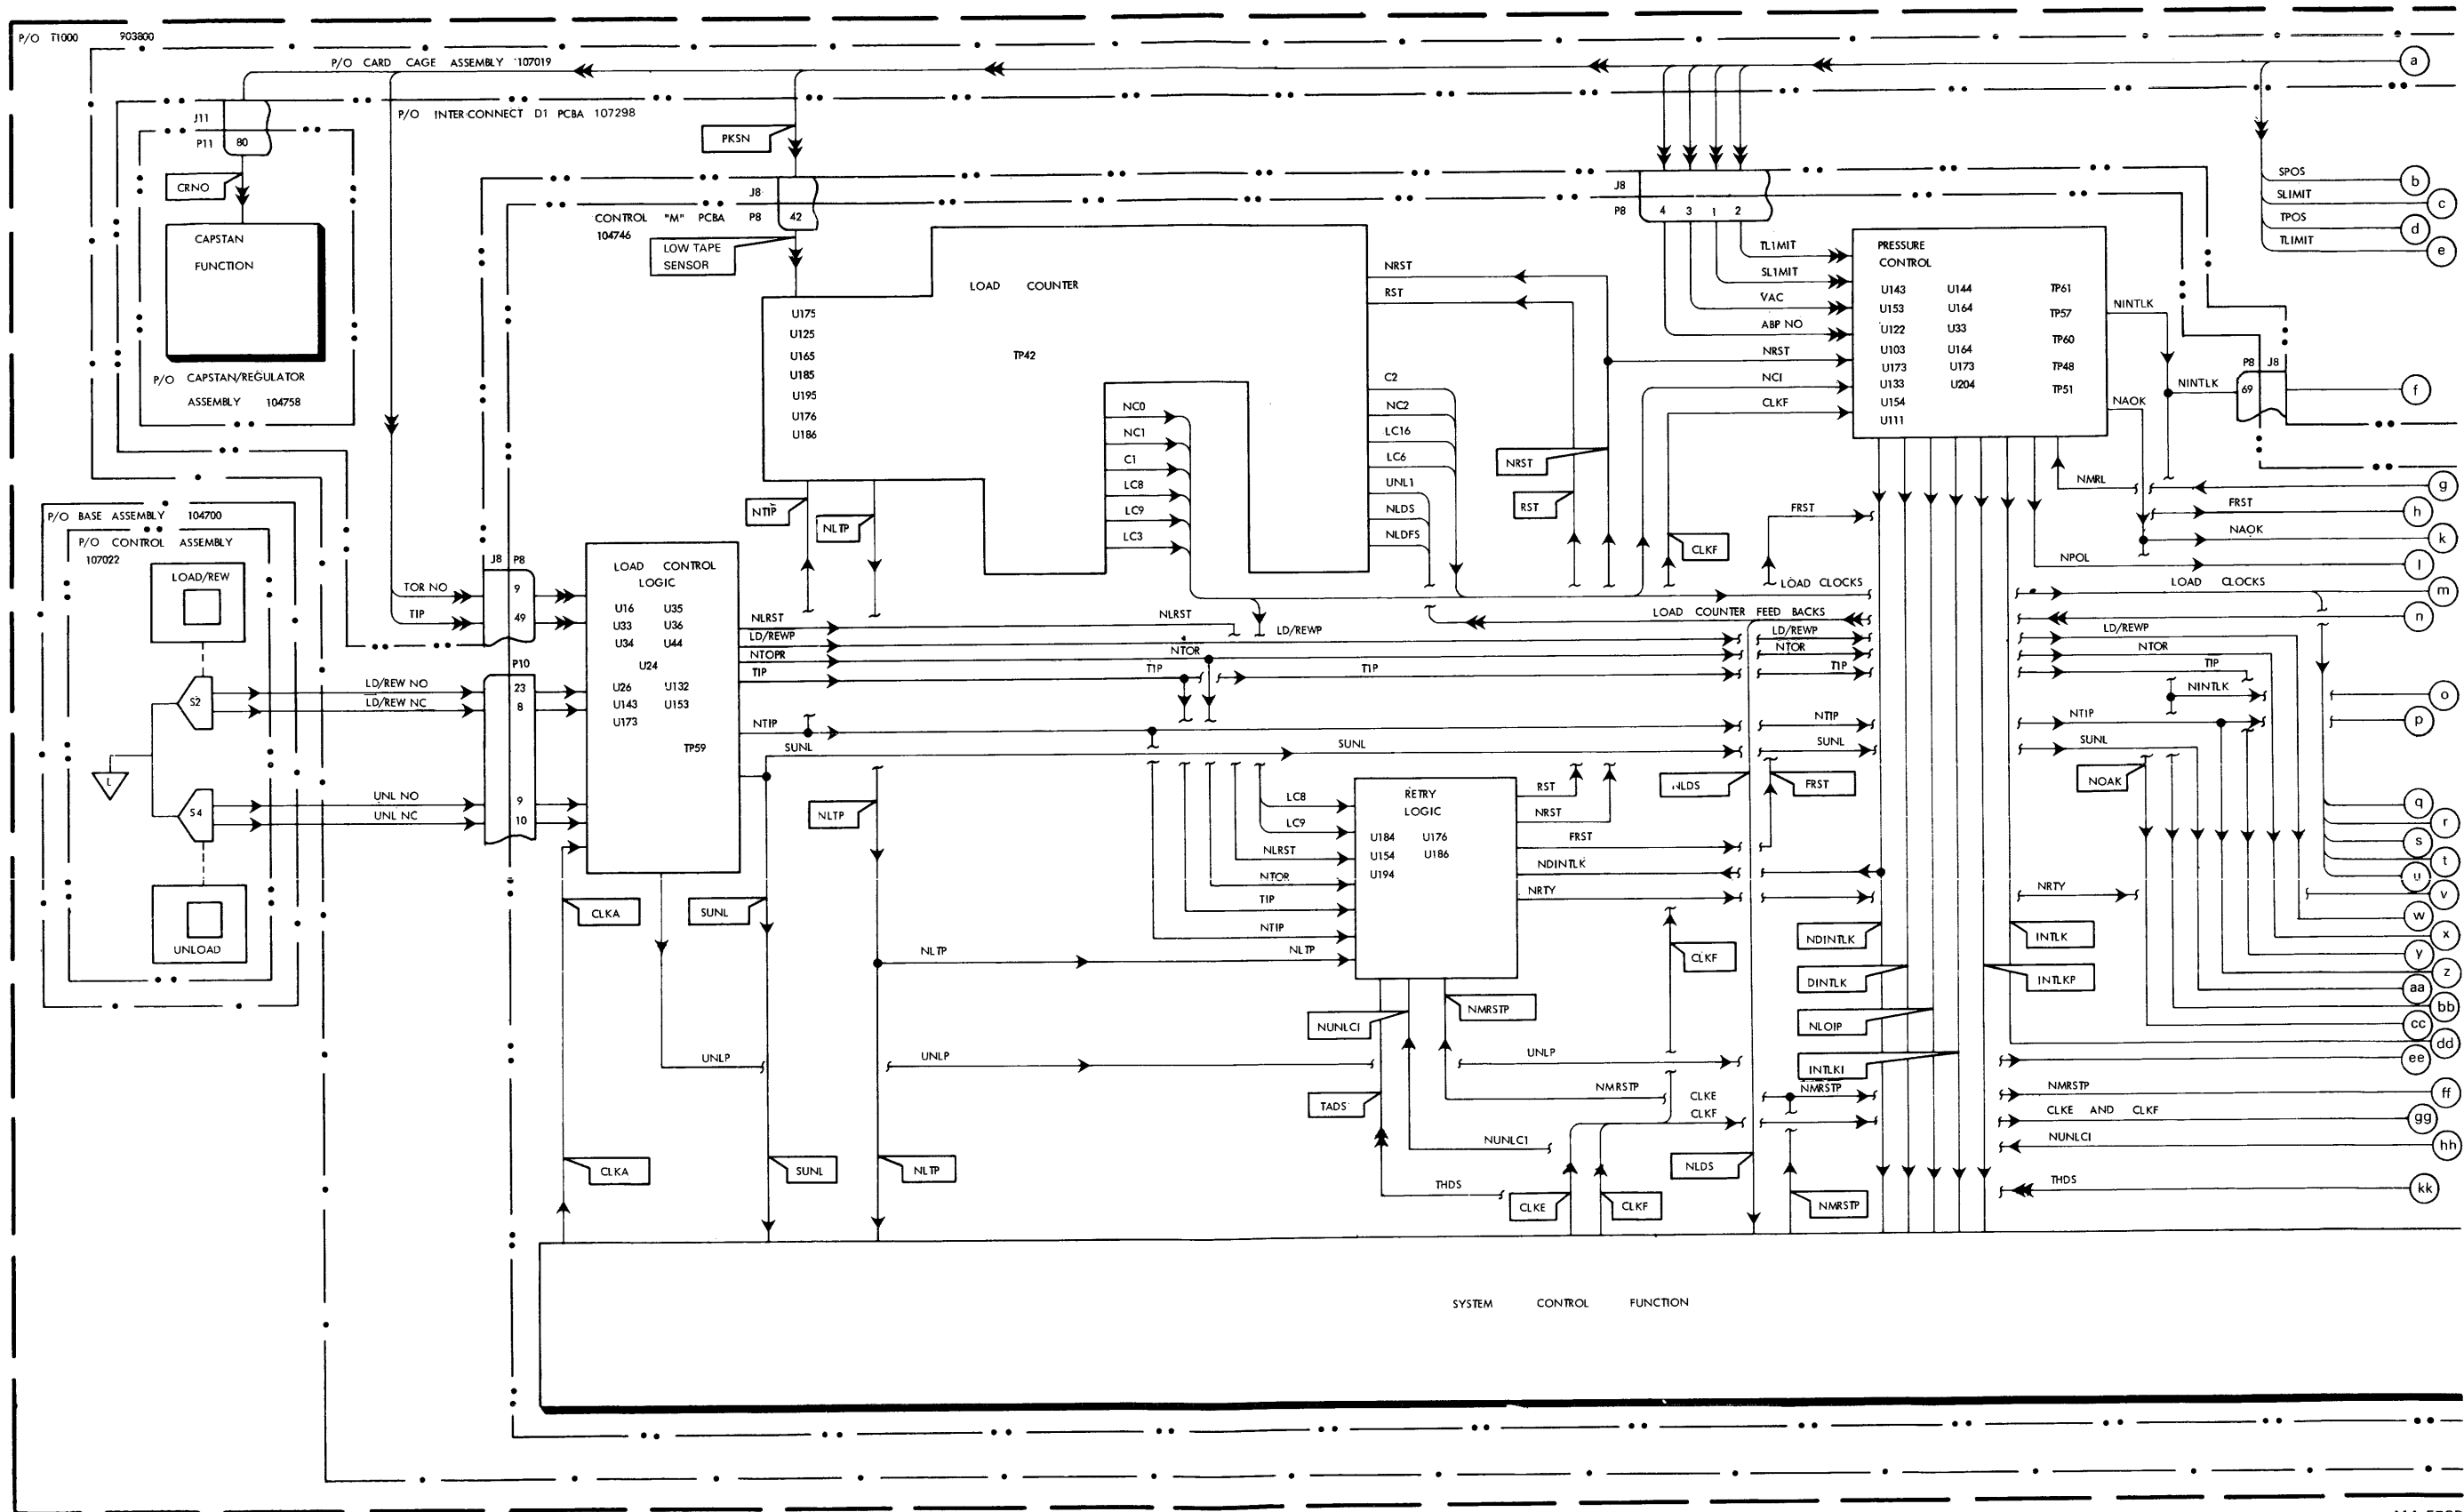 P/O T1000 903800
P/O CARD CAGE ASSEMBLY 107019
a
P/O INTERCONNECT D1 PCBA 107298
J11
P11 80
CRNO
CAPSTAN
FUNCTION
P/O CAPSTAN/REGULATOR
ASSEMBLY 104758
PKSN
J8
CONTROL "M" PCBA P8 42
104746
LOW TAPE
SENSOR
J8
P8 4 3 1 2
SPOS b
SLIMIT c
TPOS d
TLIMIT e
LOAD COUNTER
U175
U125
U165
U185
U195
U176
U186
TP42
NRST
RST
NC0
NC1
C1
LC8
LC9
LC3
C2
NC2
LC16
LC6
UNL1
NLDS
NLDFS
NTIP
NLTP
TL1MIT
SL1MIT
VAC
ABP NO
NRST
NCI
CLKF
PRESSURE
CONTROL
U143 U144 TP61
U153 U164 TP57
U122 U33 TP60
U103 U164 TP48
U173 U173 TP51
U133 U204
U154
U111
NINTLK
NAOK
NINTLK
P8 J8
69
f
NRST
RST
CLKF
FRST
NMRL g
FRST h
NAOK k
NPOL l
LOAD CLOCKS
LOAD CLOCKS m
LOAD COUNTER FEED BACKS
n
P/O BASE ASSEMBLY 104700
P/O CONTROL ASSEMBLY
107022
LOAD/REW
S2
L
S4
UNLOAD
J8 P8
TOR NO 9
TIP 49
P10
LD/REW NO 23
LD/REW NC 8
UNL NO 9
UNL NC 10
LOAD CONTROL
LOGIC
U16 U35
U33 U36
U34 U44
U24
U26 U132
U143 U153
U173
TP59
NLRST NLRST
LD/REWP LD/REWP LD/REWP LD/REWP
NTOPR NTOR NTOR NTOR
TIP TIP TIP TIP TIP
NINTLK o
NTIP NTIP NTIP p
SUNL SUNL SUNL SUNL
NLTP
NLDS
FRST
NOAK
RETRY
LOGIC
U184 U176
U154 U186
U194
LC8
LC9
NLRST
NTOR
TIP
NTIP
NLTP
RST
NRST
FRST
NDINTLK
NRTY
NRTY
q
r
s
t
u
v
w
x
y
z
aa
bb
cc
dd
ee
CLKA
SUNL
NLTP
CLKF
NDINTLK
DINTLK
NLOIP
INTLKI
INTLK
INTLKP
NUNLCI
NMRSTP
UNLP UNLP UNLP
TADS
NMRSTP CLKE NMRSTP
CLKF
NMRSTP ff
CLKE AND CLKF gg
NUNLC1
NUNLCI hh
THDS
THDS kk
CLKA
SUNL
NLTP
CLKE
CLKF
NLDS
NMRSTP
SYSTEM CONTROL FUNCTION